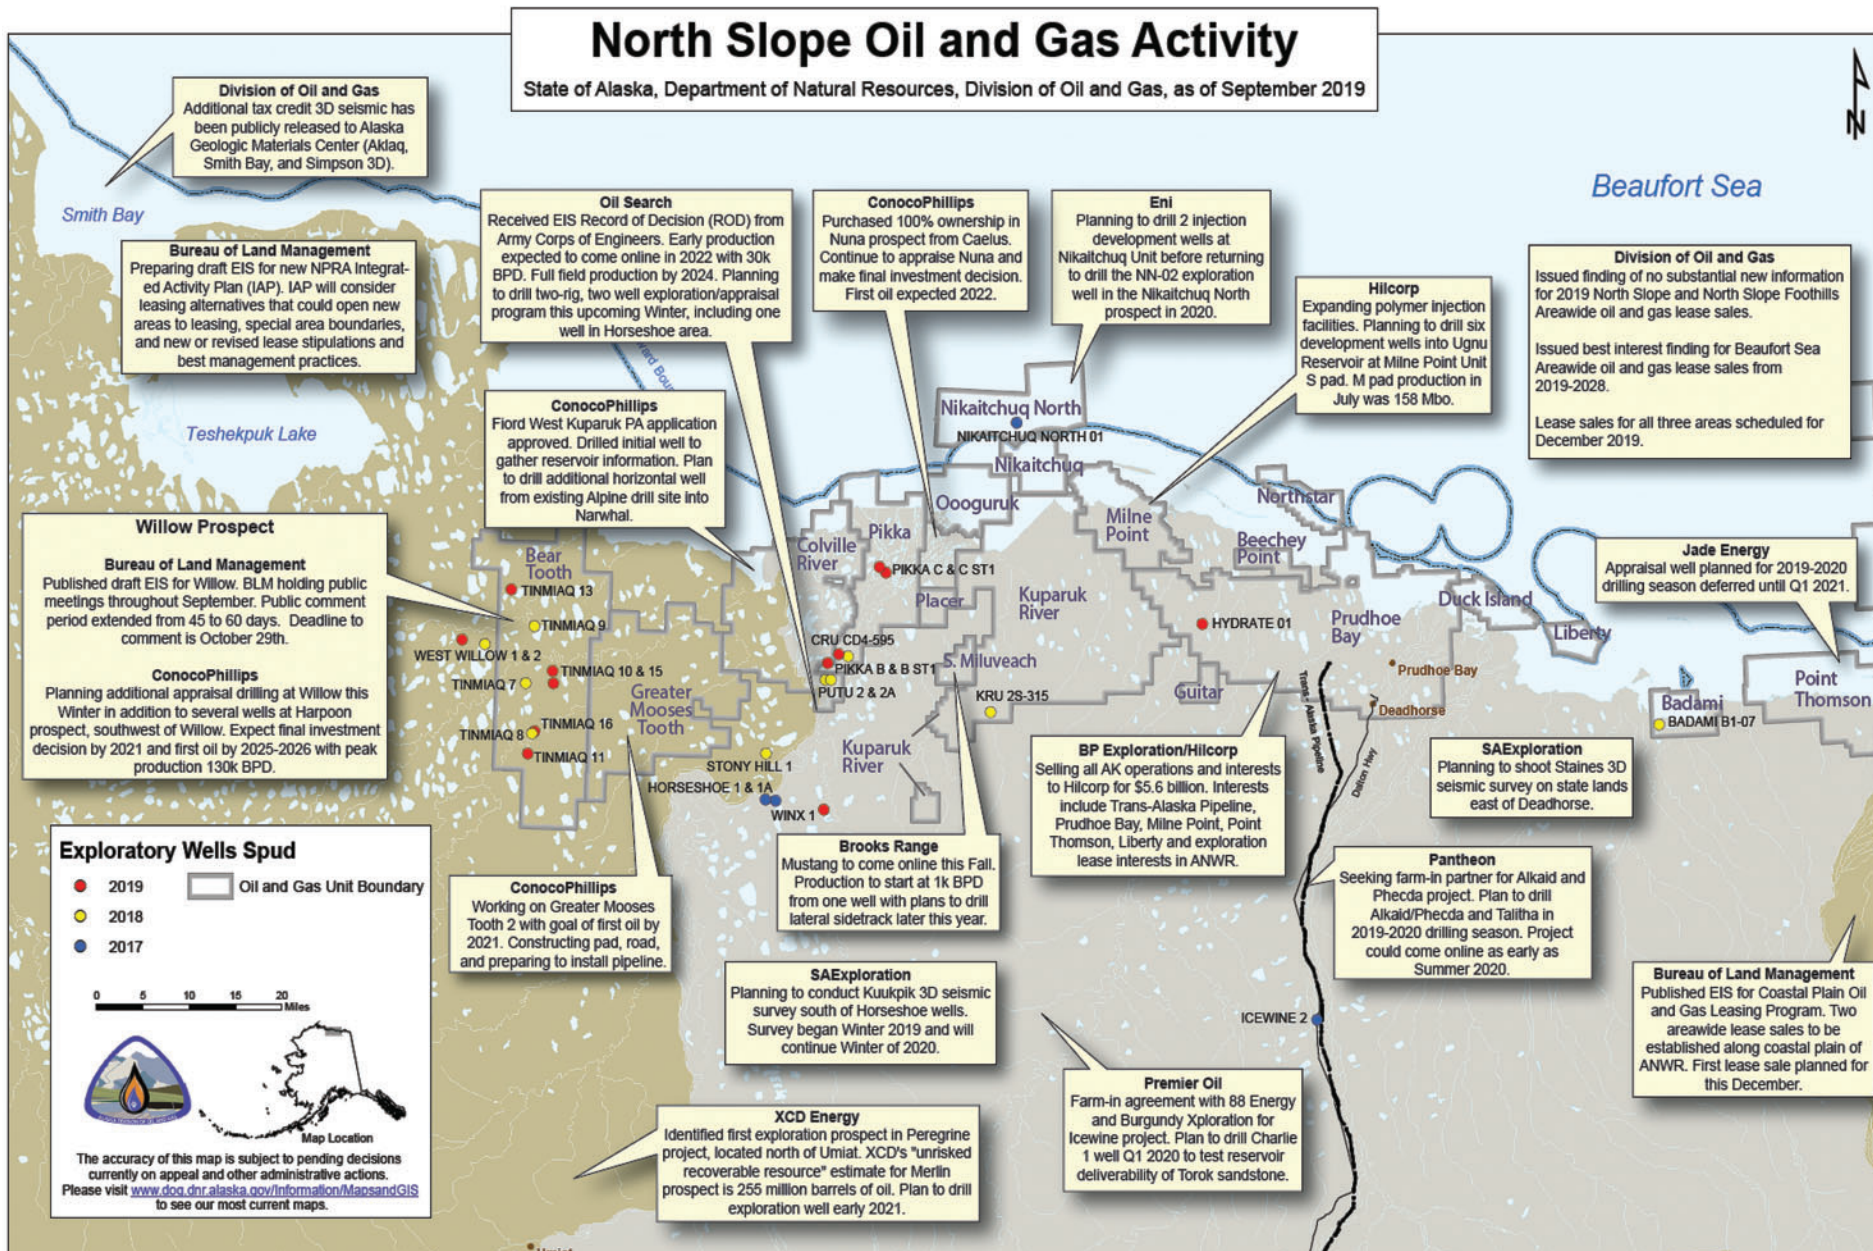 North Slope Oil and Gas Activity
State of Alaska, Department of Natural Resources, Division of Oil and Gas, as of September 2019
N
Division of Oil and Gas
Additional tax credit 3D seismic has
been publicly released to Alaska
Geologic Materials Center (Aklaq,
Smith Bay, and Simpson 3D).
Smith Bay
Beaufort Sea
Bureau of Land Management
Preparing draft EIS for new NPRA Integrat-
ed Activity Plan (IAP). IAP will consider
leasing alternatives that could open new
areas to leasing, special area boundaries,
and new or revised lease stipulations and
best management practices.
Oil Search
Received EIS Record of Decision (ROD) from
Army Corps of Engineers. Early production
expected to come online in 2022 with 30k
BPD. Full field production by 2024. Planning
to drill two-rig, two well exploration/appraisal
program this upcoming Winter, including one
well in Horseshoe area.
ConocoPhillips
Purchased 100% ownership in
Nuna prospect from Caelus.
Continue to appraise Nuna and
make final investment decision.
First oil expected 2022.
Eni
Planning to drill 2 injection
development wells at
Nikaitchuq Unit before returning
to drill the NN-02 exploration
well in the Nikaitchuq North
prospect in 2020.
Hilcorp
Expanding polymer injection
facilities. Planning to drill six
development wells into Ugnu
Reservoir at Milne Point Unit
S pad. M pad production in
July was 158 Mbo.
Division of Oil and Gas
Issued finding of no substantial new information
for 2019 North Slope and North Slope Foothills
Areawide oil and gas lease sales.
Issued best interest finding for Beaufort Sea
Areawide oil and gas lease sales from
2019-2028.
Lease sales for all three areas scheduled for
December 2019.
Teshekpuk Lake
ConocoPhillips
Fiord West Kuparuk PA application
approved. Drilled initial well to
gather reservoir information. Plan
to drill additional horizontal well
from existing Alpine drill site into
Narwhal.
Nikaitchuq North
NIKAITCHUQ NORTH 01
Nikaitchuq
Oooguruk
Northstar
Milne
Point
Beechey
Point
Pikka
Colville
River
PIKKA C & C ST1
Placer
Kuparuk
River
HYDRATE 01
Prudhoe
Bay
Duck Island
Liberty
Willow Prospect
Bureau of Land Management
Published draft EIS for Willow. BLM holding public
meetings throughout September. Public comment
period extended from 45 to 60 days. Deadline to
comment is October 29th.
ConocoPhillips
Planning additional appraisal drilling at Willow this
Winter in addition to several wells at Harpoon
prospect, southwest of Willow. Expect final investment
decision by 2021 and first oil by 2025-2026 with peak
production 130k BPD.
Jade Energy
Appraisal well planned for 2019-2020
drilling season deferred until Q1 2021.
Bear
Tooth
TINMIAQ 13
TINMIAQ 9
WEST WILLOW 1 & 2
TINMIAQ 10 & 15
TINMIAQ 7
TINMIAQ 16
TINMIAQ 8
TINMIAQ 11
Greater
Mooses
Tooth
CRU CD4-595
PIKKA B & B ST1
PUTU 2 & 2A
S. Miluveach
KRU 2S-315
Guitar
Kuparuk
River
STONY HILL 1
HORSESHOE 1 & 1A
WINX 1
Prudhoe Bay
Deadhorse
Trans - Alaska Pipeline
Dalton Hwy
Badami
BADAMI B1-07
Point
Thomson
BP Exploration/Hilcorp
Selling all AK operations and interests
to Hilcorp for $5.6 billion. Interests
include Trans-Alaska Pipeline,
Prudhoe Bay, Milne Point, Point
Thomson, Liberty and exploration
lease interests in ANWR.
SAExploration
Planning to shoot Staines 3D
seismic survey on state lands
east of Deadhorse.
Brooks Range
Mustang to come online this Fall.
Production to start at 1k BPD
from one well with plans to drill
lateral sidetrack later this year.
Pantheon
Seeking farm-in partner for Alkaid and
Phecda project. Plan to drill
Alkaid/Phecda and Talitha in
2019-2020 drilling season. Project
could come online as early as
Summer 2020.
ConocoPhillips
Working on Greater Mooses
Tooth 2 with goal of first oil by
2021. Constructing pad, road,
and preparing to install pipeline.
SAExploration
Planning to conduct Kuukpik 3D seismic
survey south of Horseshoe wells.
Survey began Winter 2019 and will
continue Winter of 2020.
ICEWINE 2
Bureau of Land Management
Published EIS for Coastal Plain Oil
and Gas Leasing Program. Two
areawide lease sales to be
established along coastal plain of
ANWR. First lease sale planned for
this December.
Premier Oil
Farm-in agreement with 88 Energy
and Burgundy Xploration for
Icewine project. Plan to drill Charlie
1 well Q1 2020 to test reservoir
deliverability of Torok sandstone.
XCD Energy
Identified first exploration prospect in Peregrine
project, located north of Umiat. XCD's "unrisked
recoverable resource" estimate for Merlin
prospect is 255 million barrels of oil. Plan to drill
exploration well early 2021.
Exploratory Wells Spud
2019
Oil and Gas Unit Boundary
2018
2017
0 5 10 15 20
Miles
Map Location
The accuracy of this map is subject to pending decisions
currently on appeal and other administrative actions.
Please visit www.dog.dnr.alaska.gov/Information/MapsandGIS
to see our most current maps.